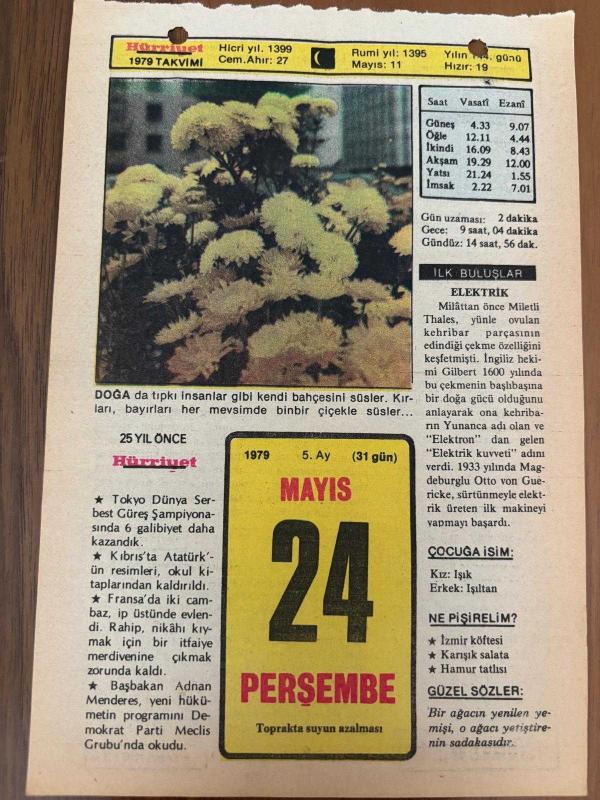 Hürriyet
1979 TAKVİMİ
Hicri yıl. 1399
Cem.Ahır: 27
Rumi yıl: 1395
Mayıs: 11
Yılın 144. günü
Hızır: 19
Saat Vasatî Ezanî
Güneş 4.33 9.07
Öğle 12.11 4.44
İkindi 16.09 8.43
Akşam 19.29 12.00
Yatsı 21.24 1.55
İmsak 2.22 7.01
Gün uzaması: 2 dakika
Gece: 9 saat, 04 dakika
Gündüz: 14 saat, 56 dak.
DOĞA da tıpkı insanlar gibi kendi bahçesini süsler. Kır-
ları, bayırları her mevsimde binbir çiçekle süsler...
İLK BULUŞLAR
ELEKTRİK
Milâttan önce Miletli
Thales, yünle ovulan
kehribar parçasının
edindiği çekme özelliğini
keşfetmişti. İngiliz heki-
mi Gilbert 1600 yılında
bu çekmenin başlıbaşına
bir doğa gücü olduğunu
anlayarak ona kehriba-
rın Yunanca adı olan ve
"Elektron" dan gelen
"Elektrik kuvveti" adını
verdi. 1933 yılında Mag-
deburglu Otto von Gue-
ricke, sürtünmeyle elekt-
rik üreten ilk makineyi
yapmayı başardı.
25 YIL ÖNCE
Hürriyet
★ Tokyo Dünya Ser-
best Güreş Şampiyona-
sında 6 galibiyet daha
kazandık.
★ Kıbrıs'ta Atatürk'-
ün resimleri, okul ki-
taplarından kaldırıldı.
★ Fransa'da iki cam-
baz, ip üstünde evlen-
di. Rahip, nikâhı kıy-
mak için bir itfaiye
merdivenine çıkmak
zorunda kaldı.
★ Başbakan Adnan
Menderes, yeni hükü-
metin programını De-
mokrat Parti Meclis
Grubu'nda okudu.
1979 5. Ay (31 gün)
MAYIS
24
PERŞEMBE
Toprakta suyun azalması
ÇOCUĞA İSİM:
Kız: Işık
Erkek: Işıltan
NE PİŞİRELİM?
★ İzmir köftesi
★ Karışık salata
★ Hamur tatlısı
GÜZEL SÖZLER:
Bir ağacın yenilen ye-
mişi, o ağacı yetiştire-
nin sadakasıdır.